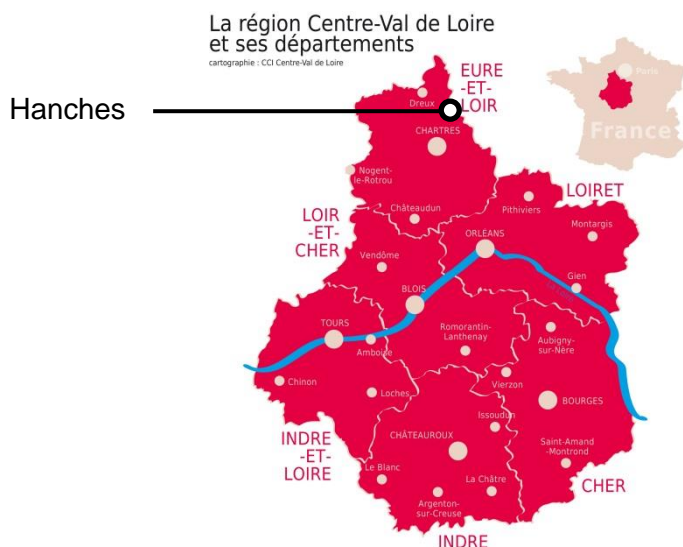 La région Centre-Val de Loire
et ses départements
cartographie : CCI Centre-Val de Loire
EURE
-ET-
LOIR
Paris
France
Hanches
Dreux
CHARTRES
Nogent-
le-Rotrou
LOIRET
Châteaudun
Pithiviers
LOIR
-ET-
CHER
Montargis
ORLÉANS
Vendôme
Gien
BLOIS
TOURS
Romorantin-
Lanthenay
Aubigny-
sur-Nère
Amboise
Chinon
Vierzon
Loches
BOURGES
Issoudun
INDRE
-ET-
LOIRE
CHÂTEAUROUX
Saint-Amand
-Montrond
Le Blanc
La Châtre
CHER
Argenton-
sur-Creuse
INDRE